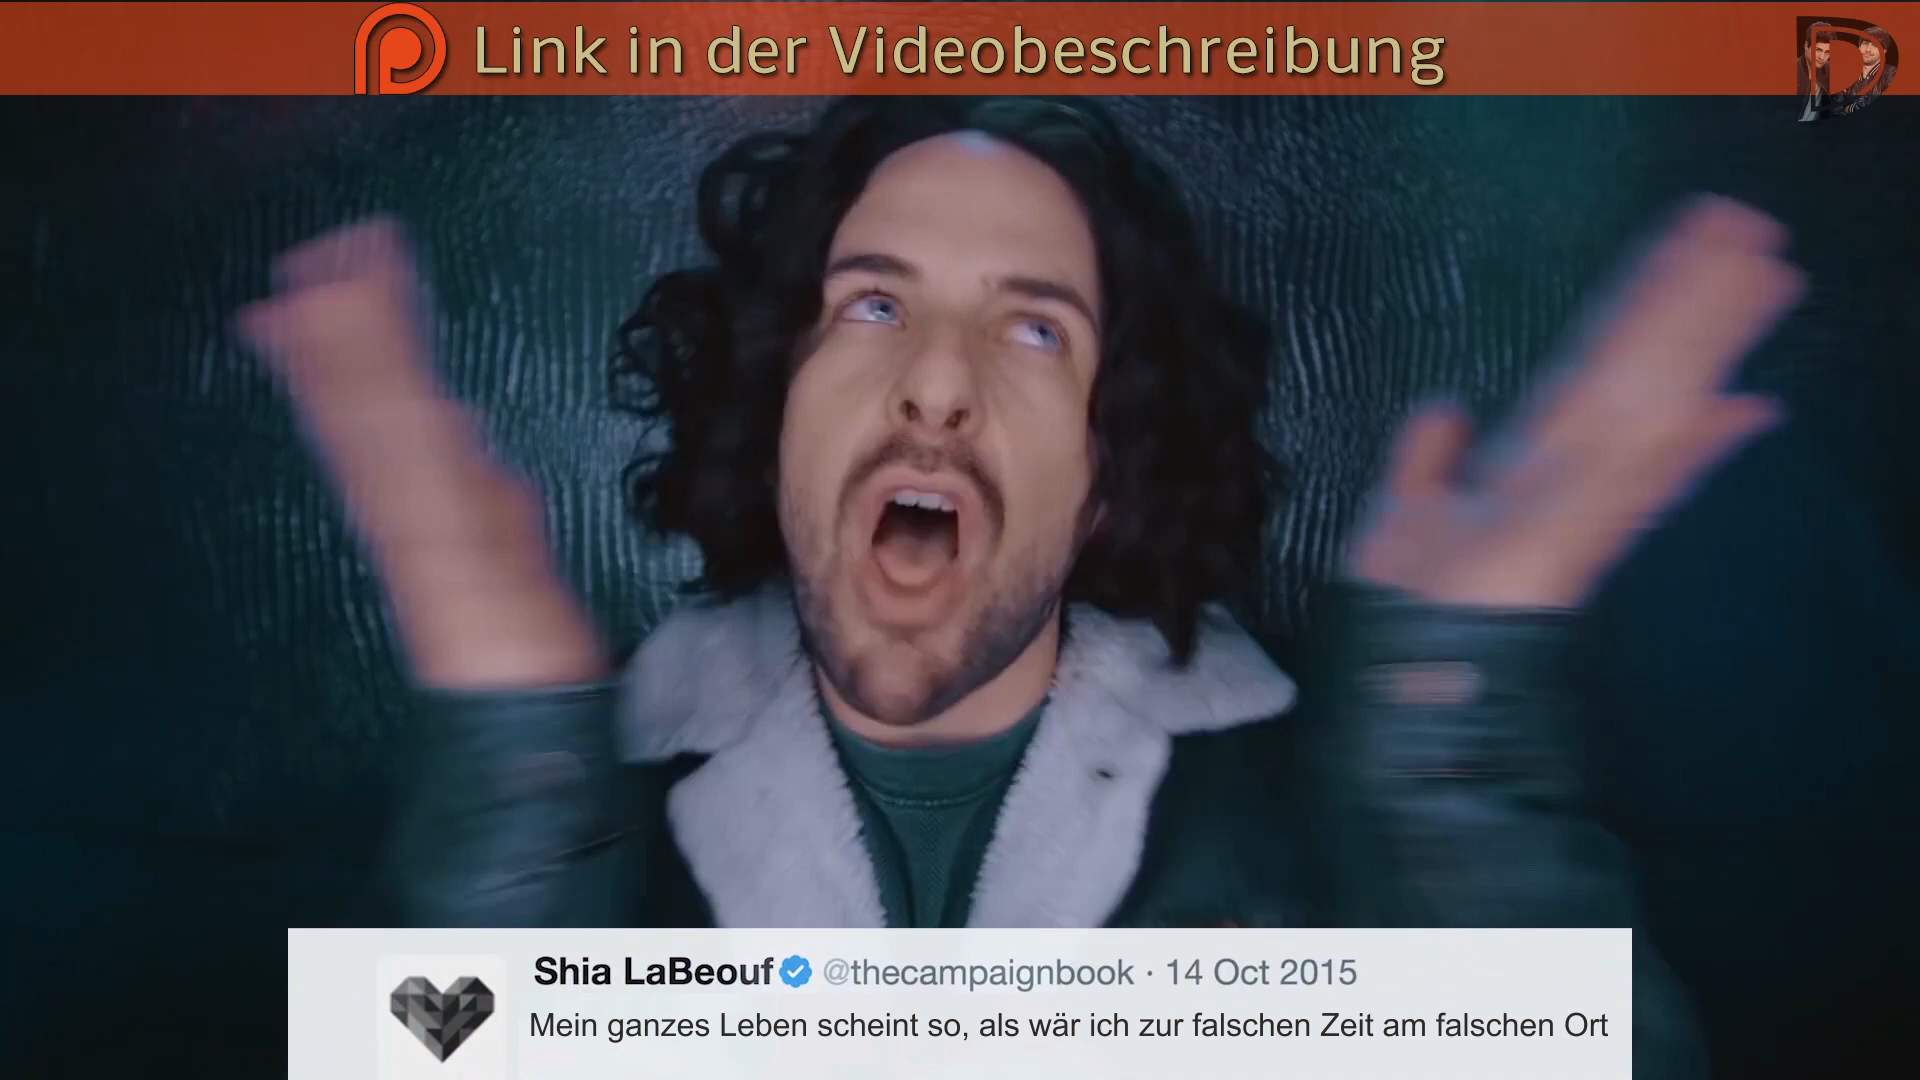 Link in der Videobeschreibung
Shia LaBeouf @thecampaignbook · 14 Oct 2015
Mein ganzes Leben scheint so, als wär ich zur falschen Zeit am falschen Ort